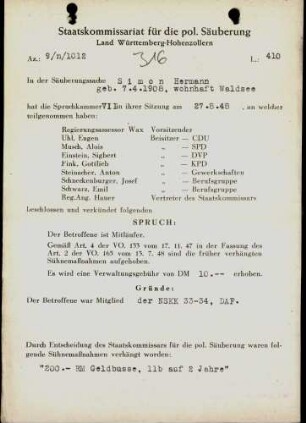 Staatskommissariat für die pol. Säuberung
Land Württemberg-Hohenzollern
Az.: 9/n/1012 316 L.: 410
In der Säuberungssache Simon Hermann
geb. 7.4.1908, wohnhaft Waldsee
hat die Spruchkammer VII in ihrer Sitzung am 27.8.48 , an welcher
teilgenommen haben:
Regierungsassessor Wax Vorsitzender
Uhl, Eugen Beisitzer — CDU
Musch, Alois „ — SPD
Einstein, Sigbert „ — DVP
Fink, Gottlieb „ — KPD
Steinacher, Anton „ — Gewerkschaften
Schneckenburger, Josef „ — Berufsgruppe
Schwarz, Emil „ — Berufsgruppe
Reg.Ang. Hauer Vertreter des Staatskommissars
beschlossen und verkündet folgenden
SPRUCH:
Der Betroffene ist Mitläufer.
Gemäß Art. 4 der VO. 133 vom 17. 11. 47 in der Fassung des
Art. 2 der VO. 165 vom 13. 7. 48 sind die früher verhängten
Sühnemaßnahmen aufgehoben.
Es wird eine Verwaltungsgebühr von DM 10.-- erhoben.
Gründe:
Der Betroffene war Mitglied der NSKK 33-34, DAF.
Durch Entscheidung des Staatskommissars für die pol. Säuberung waren fol-
gende Sühnemaßnahmen verhängt worden:
"200.- RM Geldbusse, 11b auf 2 Jahre"